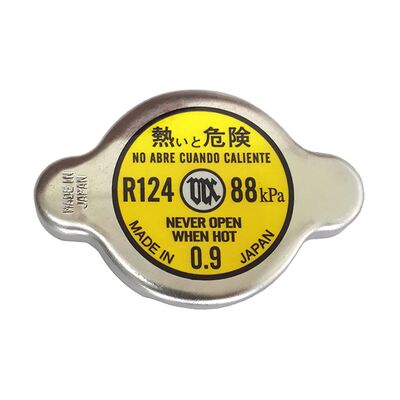 熱いと危険
NO ABRE CUANDO CALIENTE
R124
88kPa
NEVER OPEN
WHEN HOT
MADE IN
0.9
JAPAN
MADE IN
JAPAN